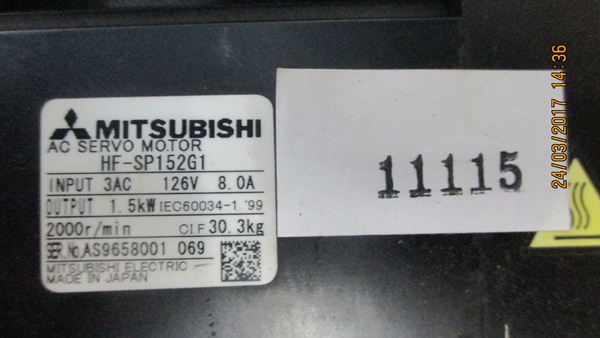 MITSUBISHI
AC SERVO MOTOR
HF-SP152G1
INPUT 3AC 126V 8.0A
OUTPUT 1.5kW IEC60034-1 '99
2000r/min CI.F 30.3kg
SER.No.AS9658001 069
MITSUBISHI ELECTRIC
MADE IN JAPAN
11115
24/03/2017 14:36